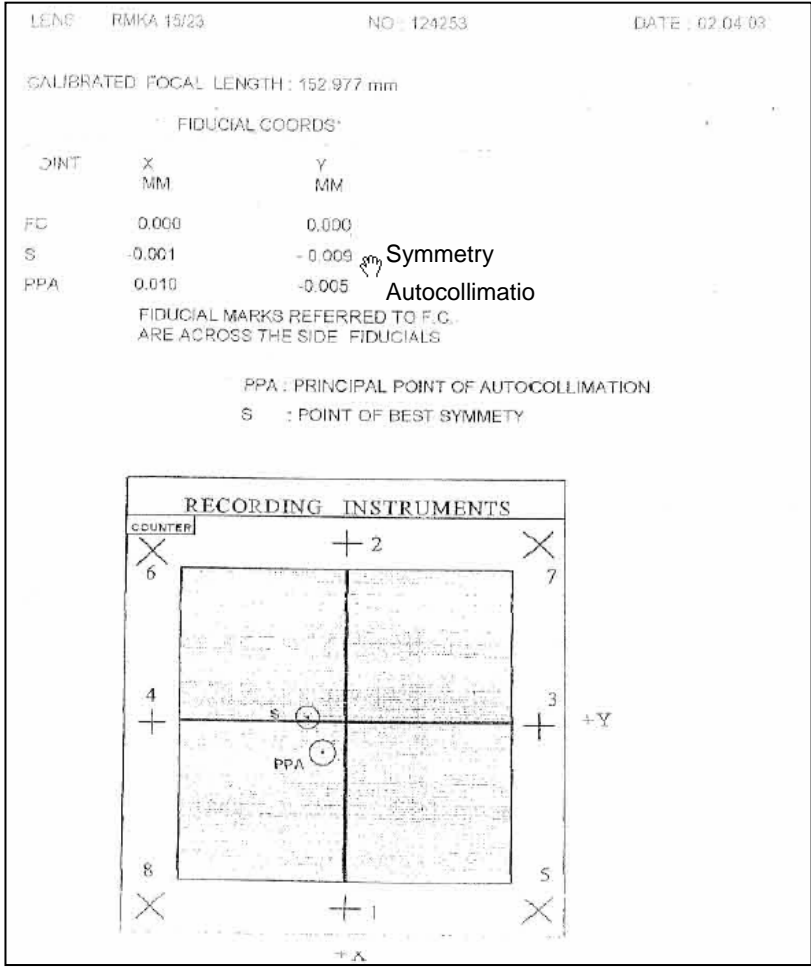 LENS RMKA 15/23 NO : 124253 DATE : 02.04.03
CALIBRATED FOCAL LENGTH : 152.977 mm
FIDUCIAL COORDS
OINT X Y
MM MM
FC 0.000 0.000
S -0.001 - 0.009 Symmetry
PPA 0.010 -0.005 Autocollimatio
FIDUCIAL MARKS REFERRED TO F.C.
ARE ACROSS THE SIDE FIDUCIALS
PPA : PRINCIPAL POINT OF AUTOCOLLIMATION
S : POINT OF BEST SYMMETY
RECORDING INSTRUMENTS
COUNTER
2
6 7
4 3
S +Y
PPA
8 5
1
+X